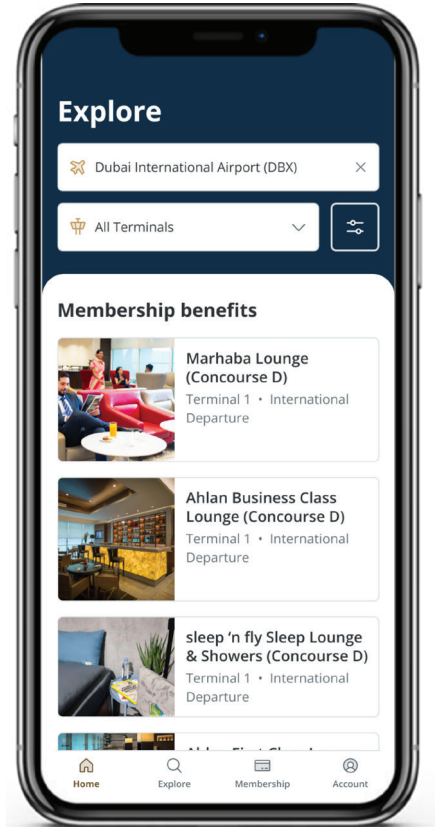 Explore
Dubai International Airport (DBX)
All Terminals
Membership benefits
Marhaba Lounge
(Concourse D)
Terminal 1 • International
Departure
Ahlan Business Class
Lounge (Concourse D)
Terminal 1 • International
Departure
sleep ‘n fly Sleep Lounge
& Showers (Concourse D)
Terminal 1 • International
Departure
Home
Explore
Membership
Account